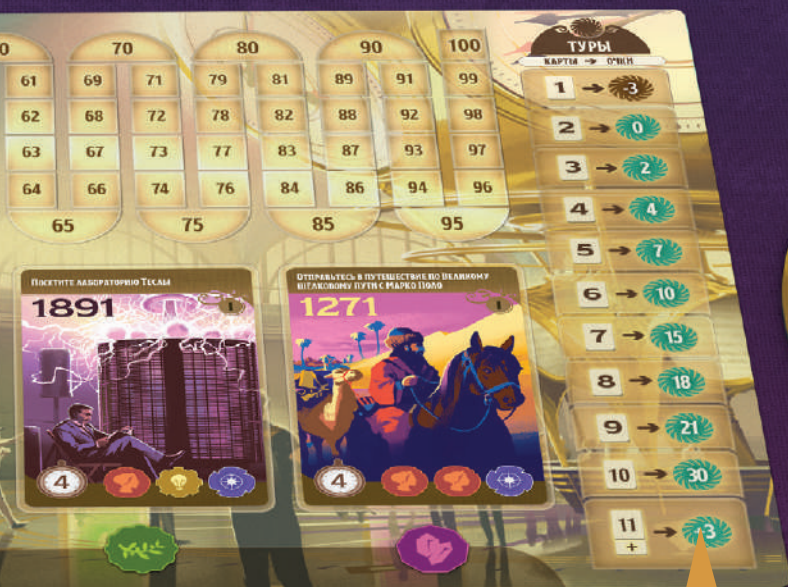 70 80 90 100
61 69 71 79 81 89 91 99
62 68 72 78 82 88 92 98
63 67 73 77 83 87 93 97
64 66 74 76 84 86 94 96
65 75 85 95
ТУРЫ
КАРТЫ → ОЧКИ
1 → -3
2 → 0
3 → 2
4 → 4
5 → 7
6 → 10
7 → 15
8 → 18
9 → 21
10 → 30
11 + → +3
Посетите лабораторию Теслы
1891
1
4
Отправьтесь в путешествие по Великому
шёлковому пути с Марко Поло
1271
1
4